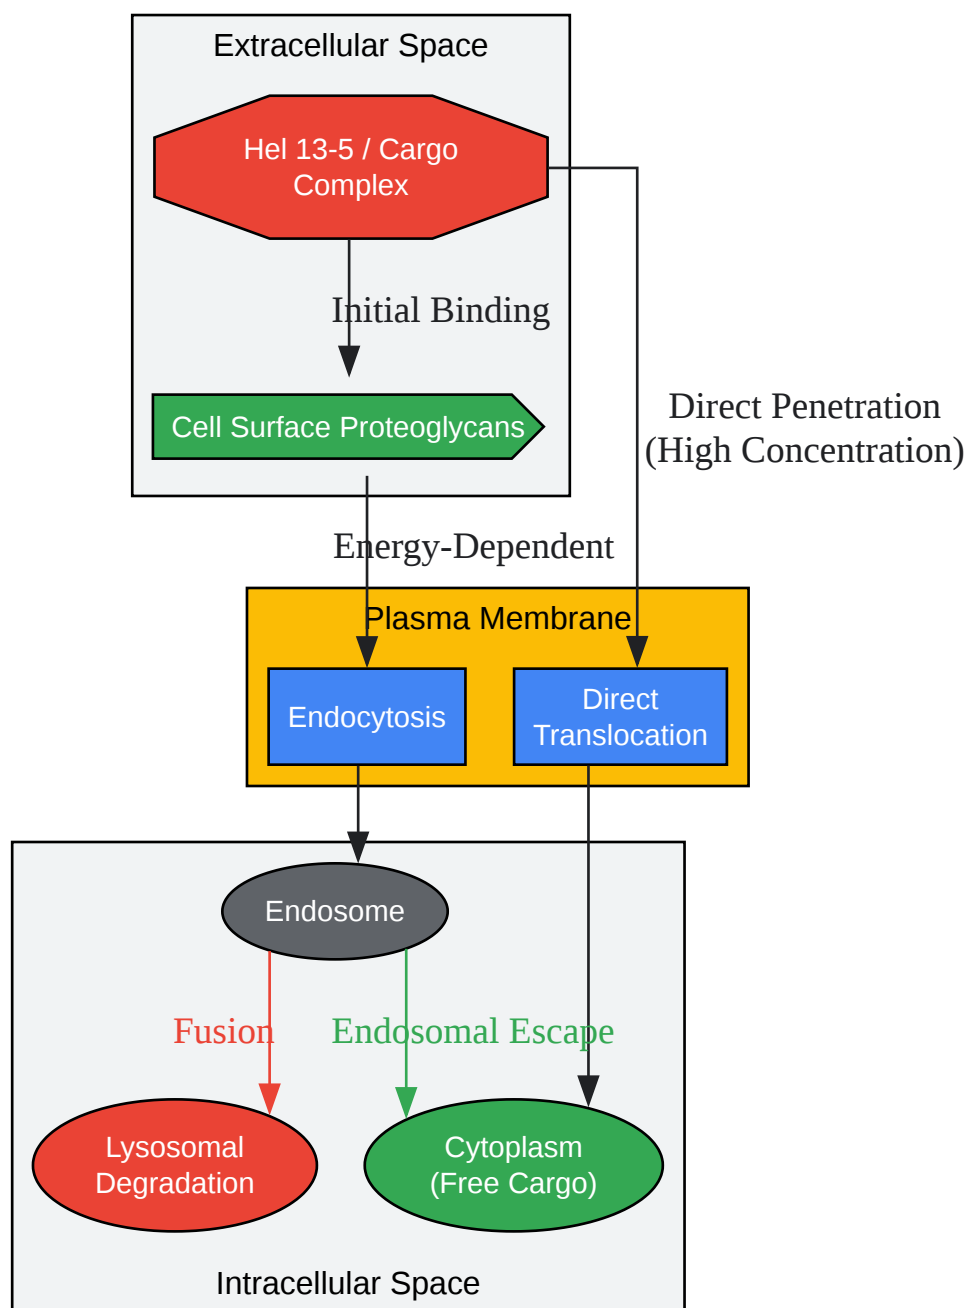 Extracellular Space
Hel 13-5 / Cargo
Complex
Initial Binding
Cell Surface Proteoglycans
Direct Penetration
(High Concentration)
Energy-Dependent
Plasma Membrane
Endocytosis
Direct
Translocation
Endosome
Fusion
Endosomal Escape
Lysosomal
Degradation
Cytoplasm
(Free Cargo)
Intracellular Space